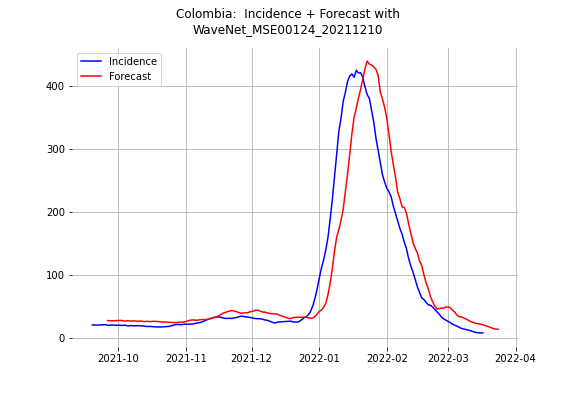 Colombia:  Incidence + Forecast with
WaveNet_MSE00124_20211210
Incidence
Forecast
400
300
200
100
0
2021-10 2021-11 2021-12 2022-01 2022-02 2022-03 2022-04